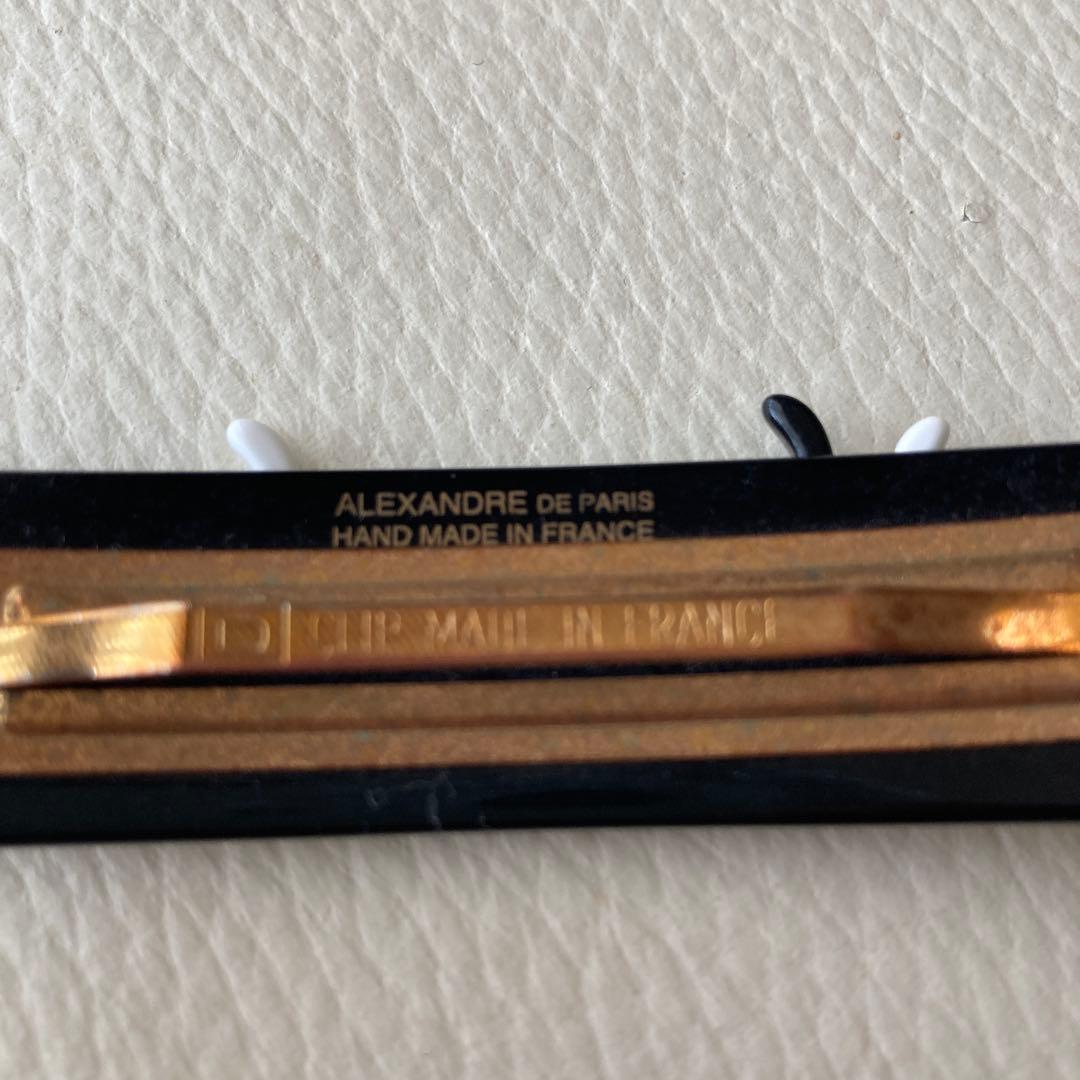 ALEXANDRE DE PARIS
HAND MADE IN FRANCE
CLIP MADE IN FRANCE